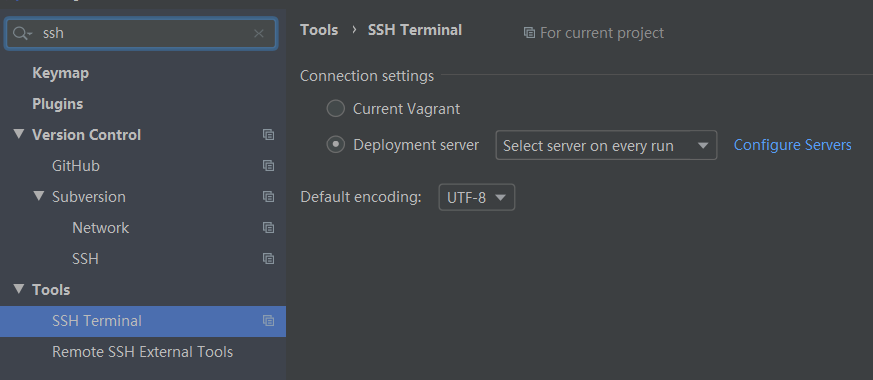 ssh
Keymap
Plugins
Version Control
GitHub
Subversion
Network
SSH
Tools
SSH Terminal
Remote SSH External Tools
Tools › SSH Terminal For current project
Connection settings
Current Vagrant
Deployment server Select server on every run Configure Servers
Default encoding: UTF-8